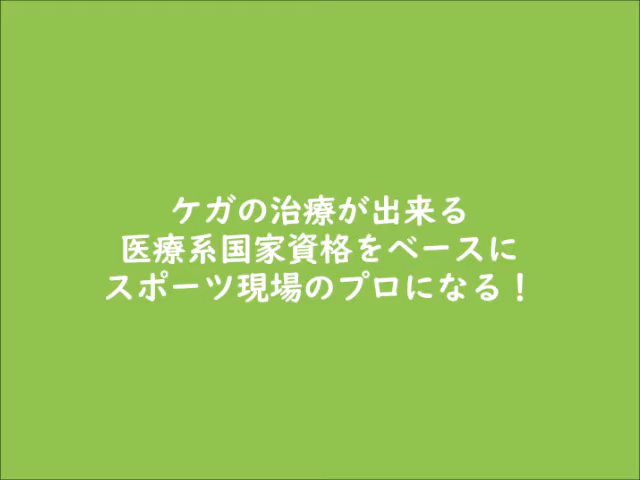 ケガの治療が出来る
医療系国家資格をベースに
スポーツ現場のプロになる！